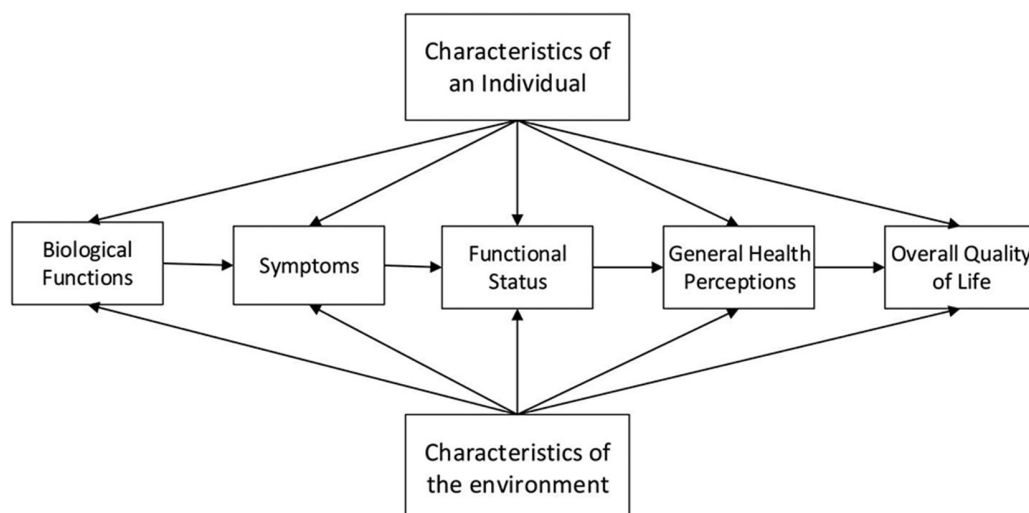 Characteristics of
an Individual
Biological
Functions
Symptoms
Functional
Status
General Health
Perceptions
Overall Quality
of Life
Characteristics of
the environment